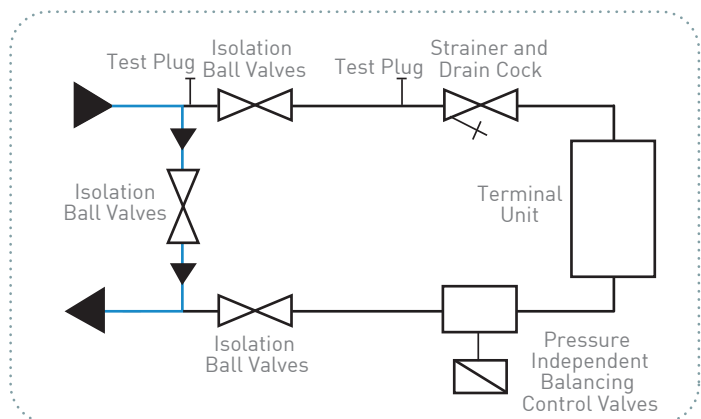 Test Plug
Isolation
Ball Valves
Test Plug
Strainer and
Drain Cock
Isolation
Ball Valves
Terminal
Unit
Isolation
Ball Valves
Pressure
Independent
Balancing
Control Valves